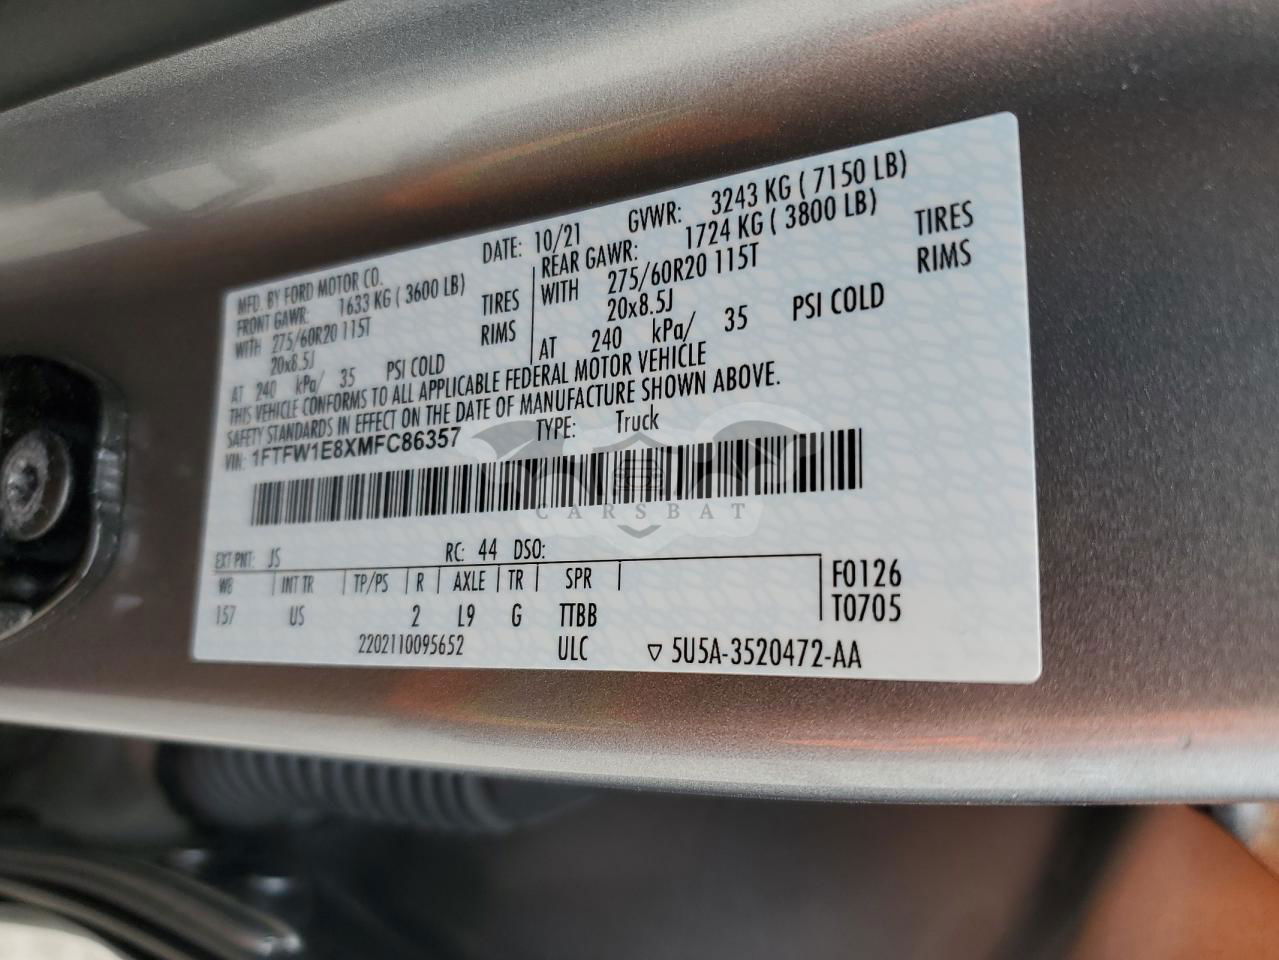 MFD. BY FORD MOTOR CO. DATE: 10/21 GVWR: 3243 KG ( 7150 LB)
FRONT GAWR: 1633 KG ( 3600 LB) REAR GAWR: 1724 KG ( 3800 LB)
WITH 275/60R20 115T TIRES WITH 275/60R20 115T TIRES
20x8.5J RIMS 20x8.5J RIMS
AT 240 kPa/ 35 PSI COLD AT 240 kPa/ 35 PSI COLD
THIS VEHICLE CONFORMS TO ALL APPLICABLE FEDERAL MOTOR VEHICLE
SAFETY STANDARDS IN EFFECT ON THE DATE OF MANUFACTURE SHOWN ABOVE.
VIN: 1FTFW1E8XMFC86357 TYPE: Truck
CARSBAT
EXT PNT: JS RC: 44 DSO:
WB INT TR TP/PS R AXLE TR SPR F0126
157 US 2 L9 G TTBB T0705
2202110095652 ULC ▽ 5U5A-3520472-AA